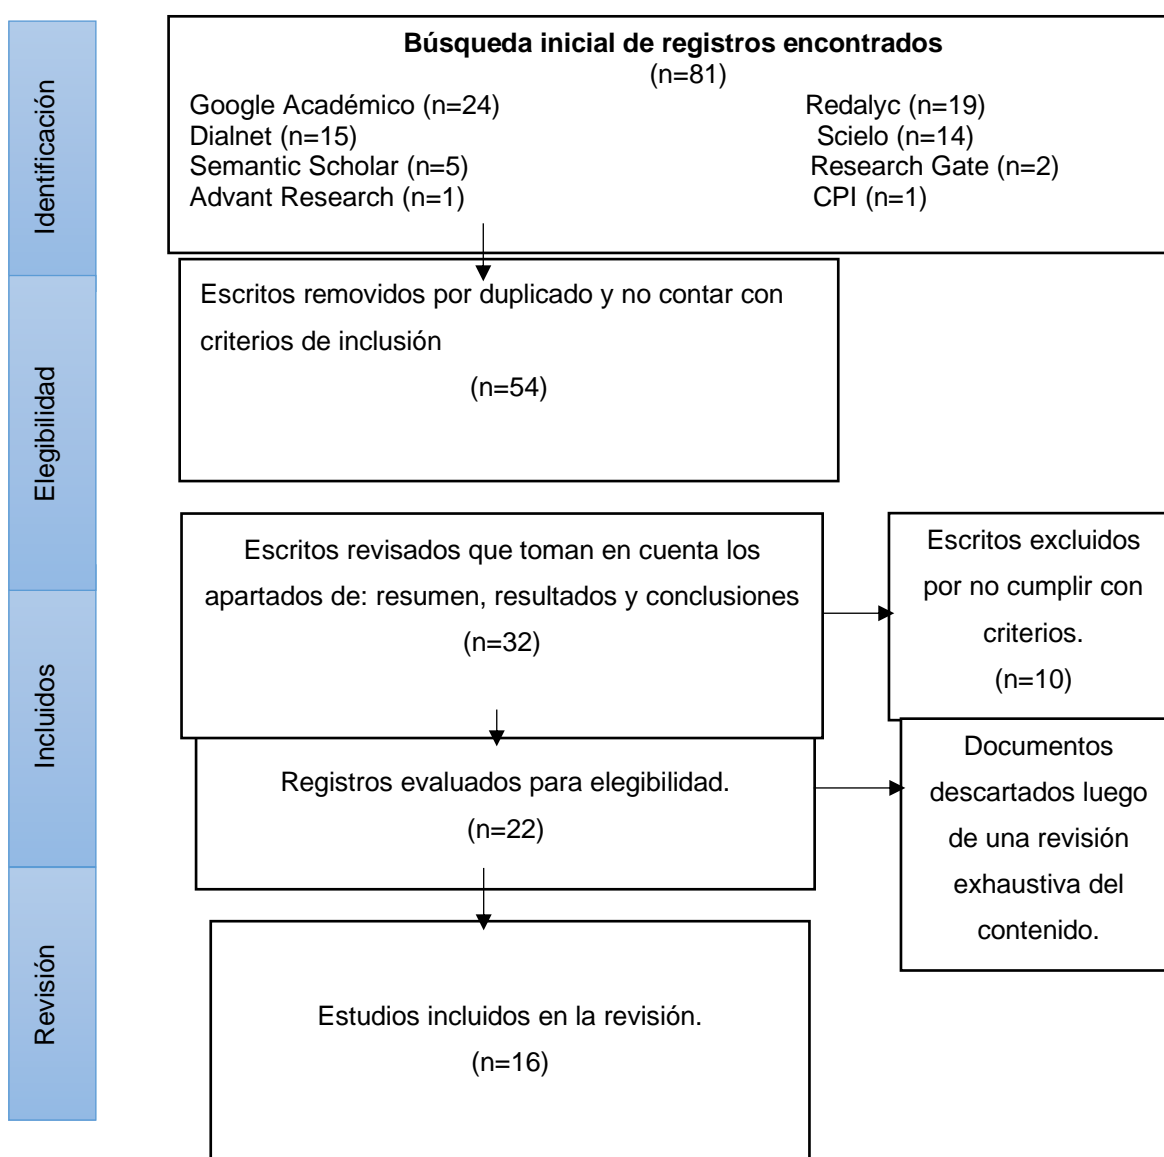 Identificación
Búsqueda inicial de registros encontrados
(n=81)
Google Académico (n=24) Redalyc (n=19)
Dialnet (n=15) Scielo (n=14)
Semantic Scholar (n=5) Research Gate (n=2)
Advant Research (n=1) CPI (n=1)
Elegibilidad
Escritos removidos por duplicado y no contar con
criterios de inclusión
(n=54)
Incluidos
Escritos revisados que toman en cuenta los
apartados de: resumen, resultados y conclusiones
(n=32)
Escritos excluidos
por no cumplir con
criterios.
(n=10)
Registros evaluados para elegibilidad.
(n=22)
Documentos
descartados luego
de una revisión
exhaustiva del
contenido.
Revisión
Estudios incluidos en la revisión.
(n=16)